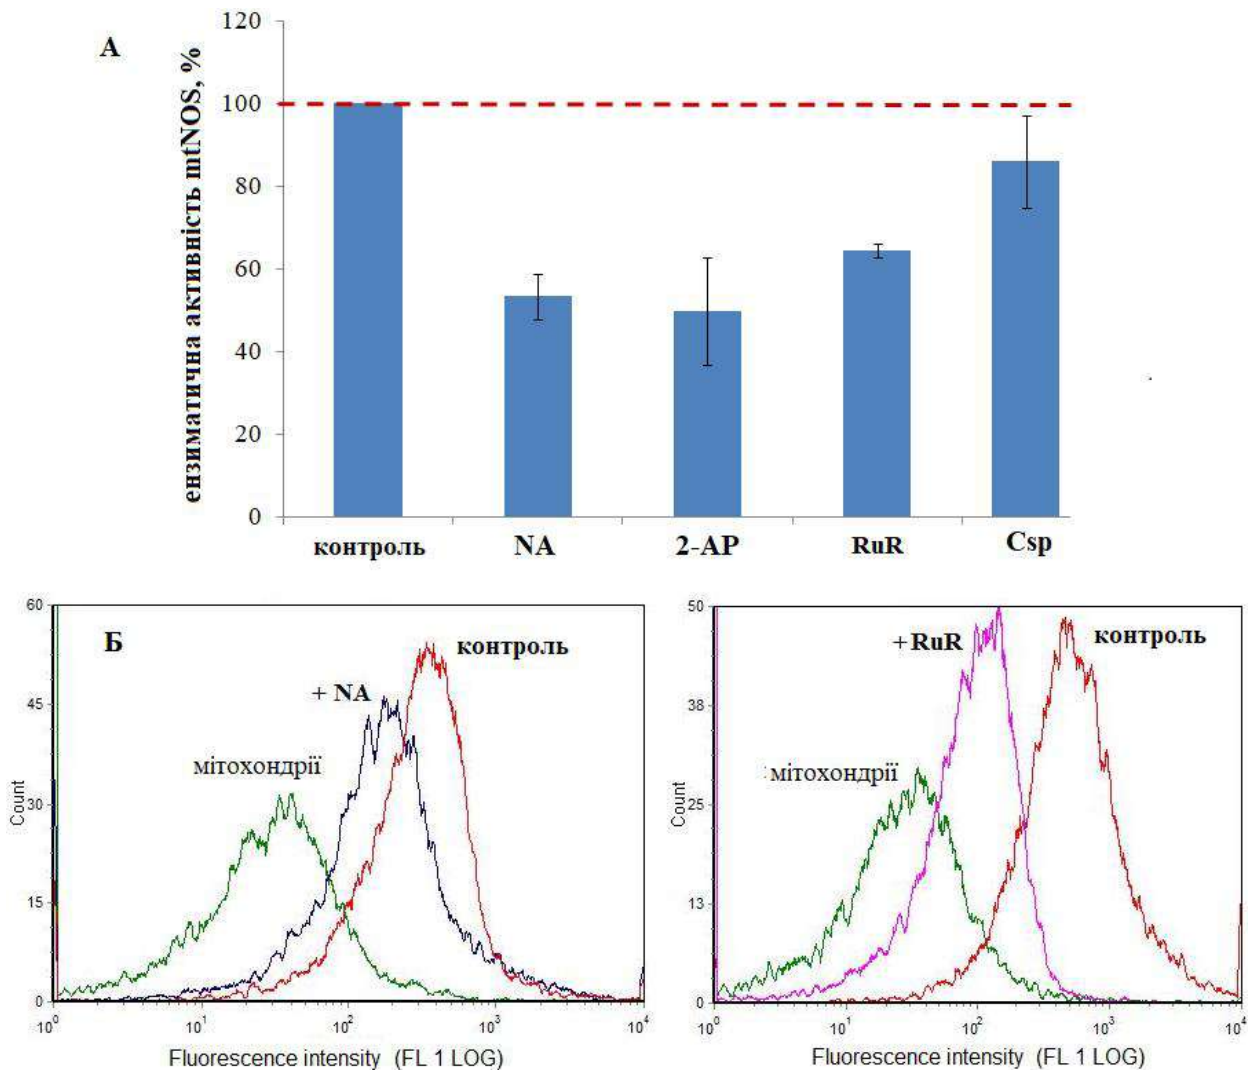 А
ензиматична активність mtNOS, %
120
100
80
60
40
20
0
контроль
NA
2-AP
RuR
Csp
Б
60
45
30
15
0
Count
контроль
+ NA
мітохондрії
10⁰
10¹
10²
10³
10⁴
Fluorescence intensity (FL 1 LOG)
50
38
25
13
0
Count
+ RuR
контроль
мітохондрії
10⁰
10¹
10²
10³
10⁴
Fluorescence intensity (FL 1 LOG)